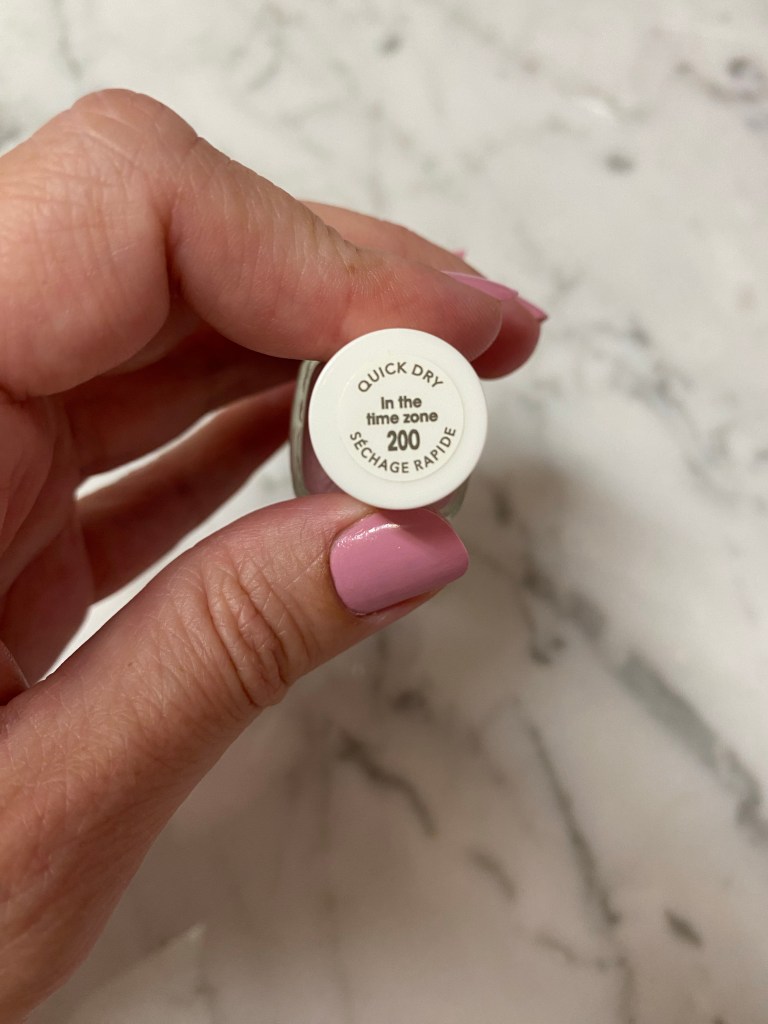 QUICK DRY
In the
time zone
200
SÉCHAGE RAPIDE